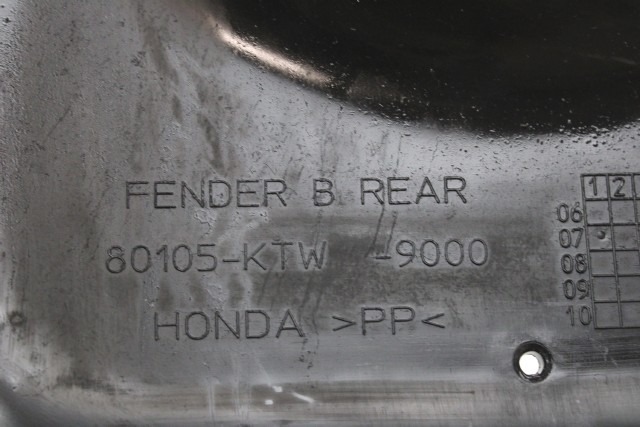 FENDER B REAR
80105-KTW -9000
HONDA >PP<
1 2
06
07
08
09
10